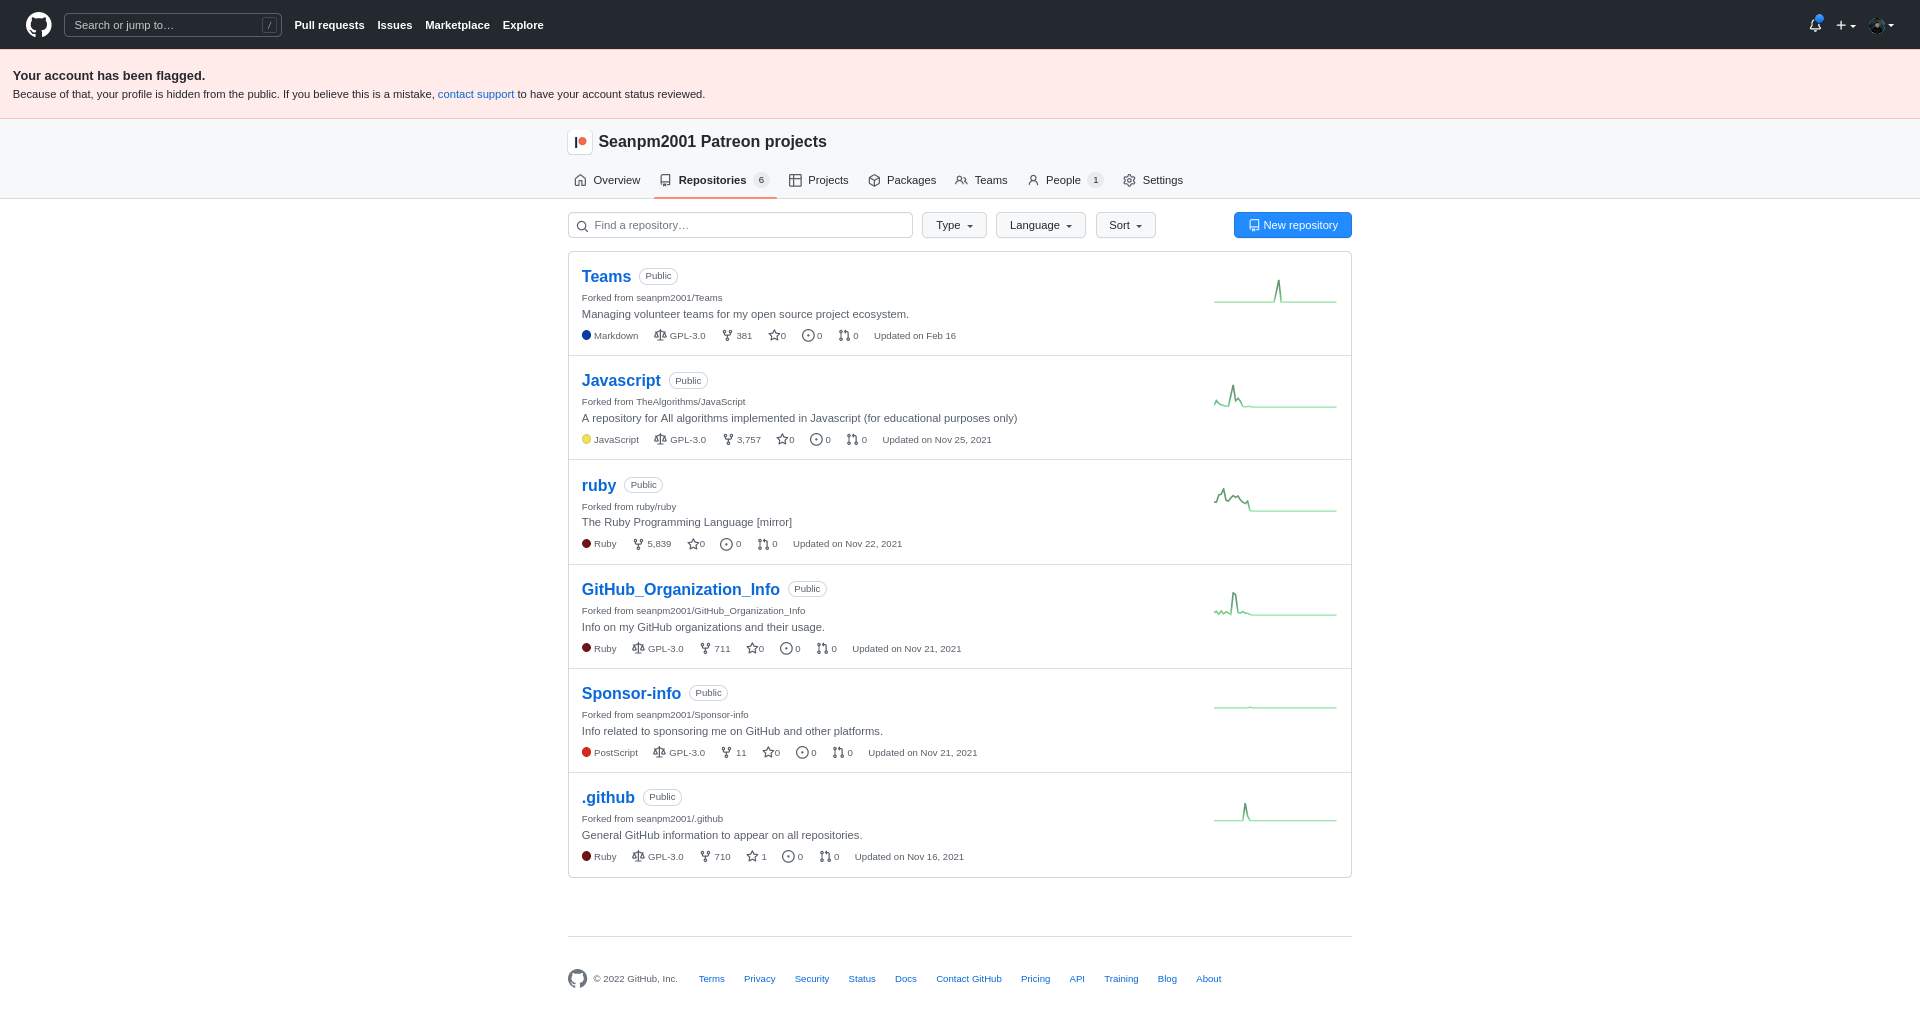 Search or jump to… /
Pull requests Issues Marketplace Explore
Your account has been flagged.
Because of that, your profile is hidden from the public. If you believe this is a mistake, contact support to have your account status reviewed.
Seanpm2001 Patreon projects
Overview Repositories 6 Projects Packages Teams People 1 Settings
Find a repository… Type Language Sort New repository
Teams Public
Forked from seanpm2001/Teams
Managing volunteer teams for my open source project ecosystem.
Markdown GPL-3.0 381 0 0 0 Updated on Feb 16
Javascript Public
Forked from TheAlgorithms/JavaScript
A repository for All algorithms implemented in Javascript (for educational purposes only)
JavaScript GPL-3.0 3,757 0 0 0 Updated on Nov 25, 2021
ruby Public
Forked from ruby/ruby
The Ruby Programming Language [mirror]
Ruby 5,839 0 0 0 Updated on Nov 22, 2021
GitHub_Organization_Info Public
Forked from seanpm2001/GitHub_Organization_Info
Info on my GitHub organizations and their usage.
Ruby GPL-3.0 711 0 0 0 Updated on Nov 21, 2021
Sponsor-info Public
Forked from seanpm2001/Sponsor-info
Info related to sponsoring me on GitHub and other platforms.
PostScript GPL-3.0 11 0 0 0 Updated on Nov 21, 2021
.github Public
Forked from seanpm2001/.github
General GitHub information to appear on all repositories.
Ruby GPL-3.0 710 1 0 0 Updated on Nov 16, 2021
© 2022 GitHub, Inc. Terms Privacy Security Status Docs Contact GitHub Pricing API Training Blog About